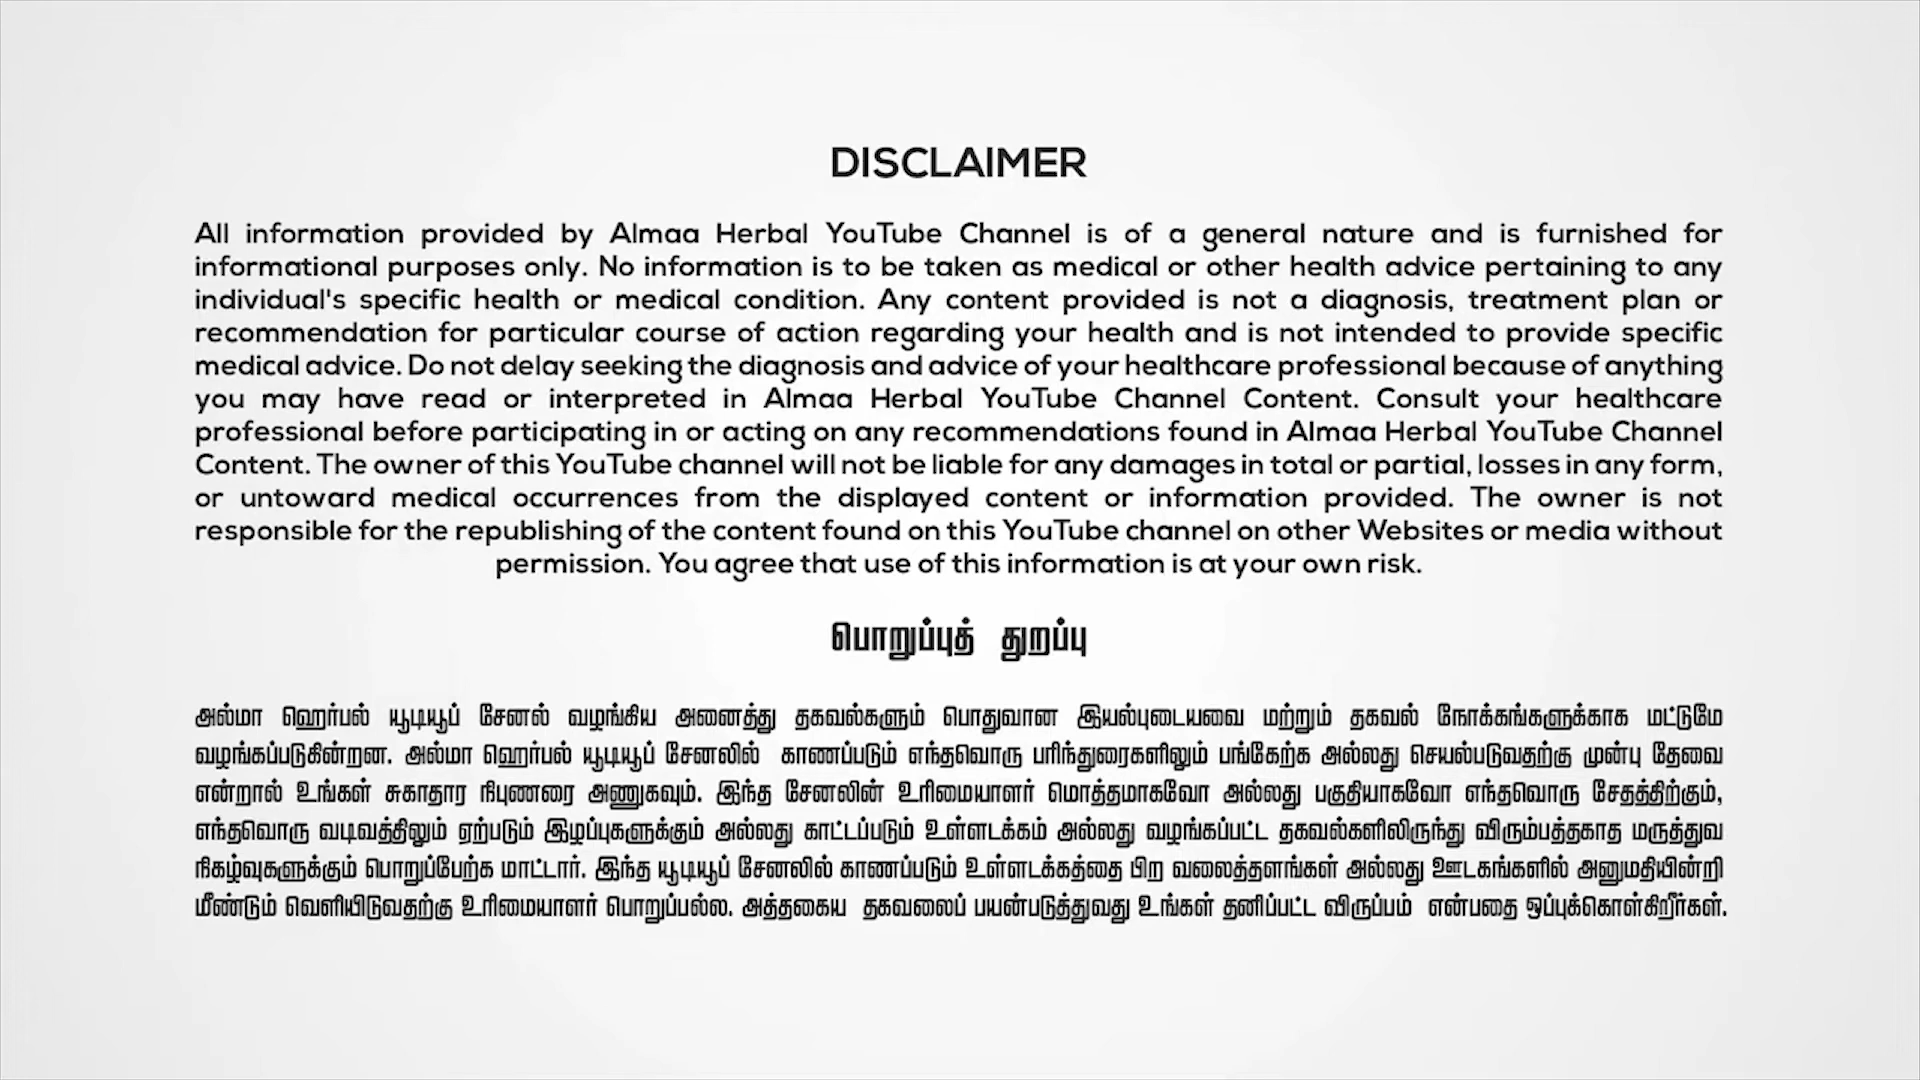 DISCLAIMER
All information provided by Almaa Herbal YouTube Channel is of a general nature and is furnished for
informational purposes only. No information is to be taken as medical or other health advice pertaining to any
individual's specific health or medical condition. Any content provided is not a diagnosis, treatment plan or
recommendation for particular course of action regarding your health and is not intended to provide specific
medical advice. Do not delay seeking the diagnosis and advice of your healthcare professional because of anything
you may have read or interpreted in Almaa Herbal YouTube Channel Content. Consult your healthcare
professional before participating in or acting on any recommendations found in Almaa Herbal YouTube Channel
Content. The owner of this YouTube channel will not be liable for any damages in total or partial, losses in any form,
or untoward medical occurrences from the displayed content or information provided. The owner is not
responsible for the republishing of the content found on this YouTube channel on other Websites or media without
permission. You agree that use of this information is at your own risk.
பொறுப்புத் துறப்பு
அல்மா ஹெர்பல் யூடியூப் சேனல் வழங்கிய அனைத்து தகவல்களும் பொதுவான இயல்புடையவை மற்றும் தகவல் நோக்கங்களுக்காக மட்டுமே
வழங்கப்படுகின்றன. அல்மா ஹெர்பல் யூடியூப் சேனலில் காணப்படும் எந்தவொரு பரிந்துரைகளிலும் பங்கேற்க அல்லது செயல்படுவதற்கு முன்பு தேவை
என்றால் உங்கள் சுகாதார நிபுணரை அணுகவும். இந்த சேனலின் உரிமையாளர் மொத்தமாகவோ அல்லது பகுதியாகவோ எந்தவொரு சேதத்திற்கும்,
எந்தவொரு வடிவத்திலும் ஏற்படும் இழப்புகளுக்கும் அல்லது காட்டப்படும் உள்ளடக்கம் அல்லது வழங்கப்பட்ட தகவல்களிலிருந்து விரும்பத்தகாத மருத்துவ
நிகழ்வுகளுக்கும் பொறுப்பேற்க மாட்டார். இந்த யூடியூப் சேனலில் காணப்படும் உள்ளடக்கத்தை பிற வலைத்தளங்கள் அல்லது ஊடகங்களில் அனுமதியின்றி
மீண்டும் வெளியிடுவதற்கு உரிமையாளர் பொறுப்பல்ல. அத்தகைய தகவலைப் பயன்படுத்துவது உங்கள் தனிப்பட்ட விருப்பம் என்பதை ஒப்புக்கொள்கிறீர்கள்.